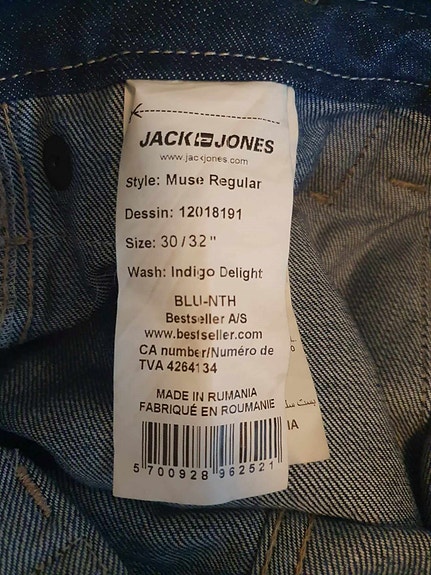 JACK & JONES
www.jackjones.com
Style: Muse Regular
Dessin: 12018191
Size: 30 / 32 "
Wash: Indigo Delight
BLU-NTH
Bestseller A/S
www.bestseller.com
CA number/Numéro de
TVA 4264134
MADE IN RUMANIA
FABRIQUÉ EN ROUMANIE
5 700928 962521
IA